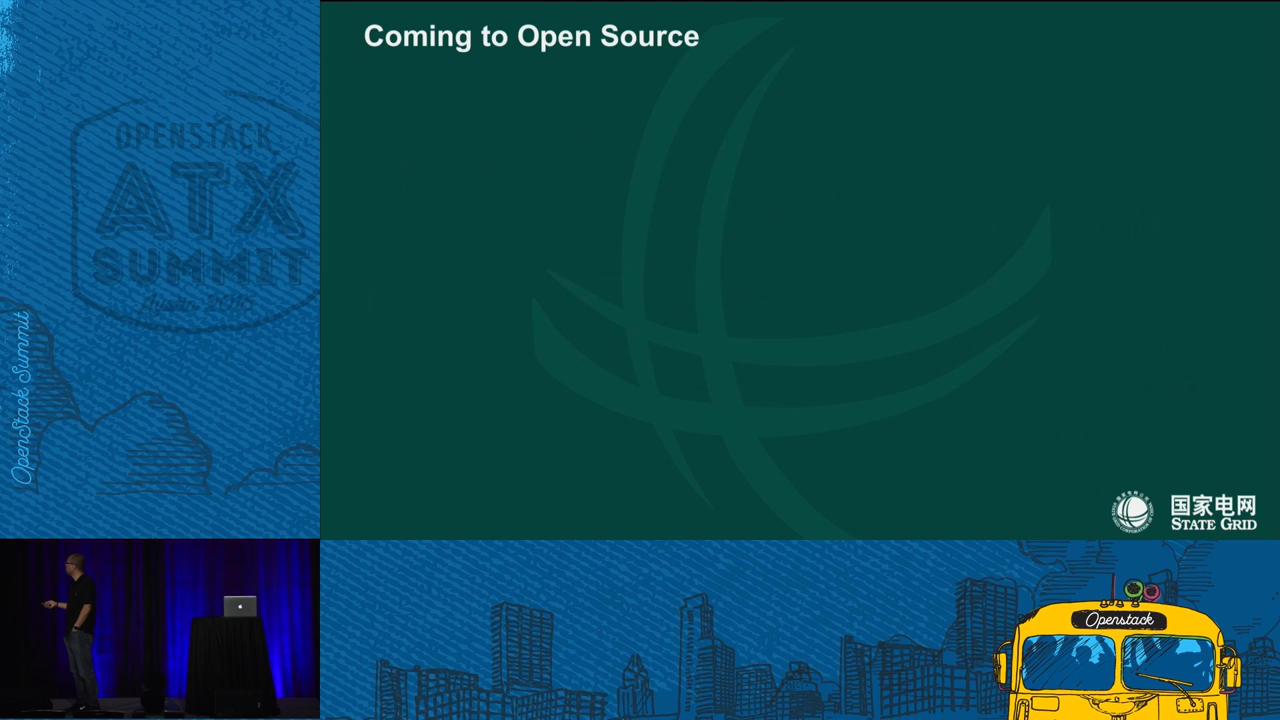 Coming to Open Source
OPENSTACK
ATX
SUMMIT
Austin 2016
OpenStack Summit
国家电网
STATE GRID
Openstack